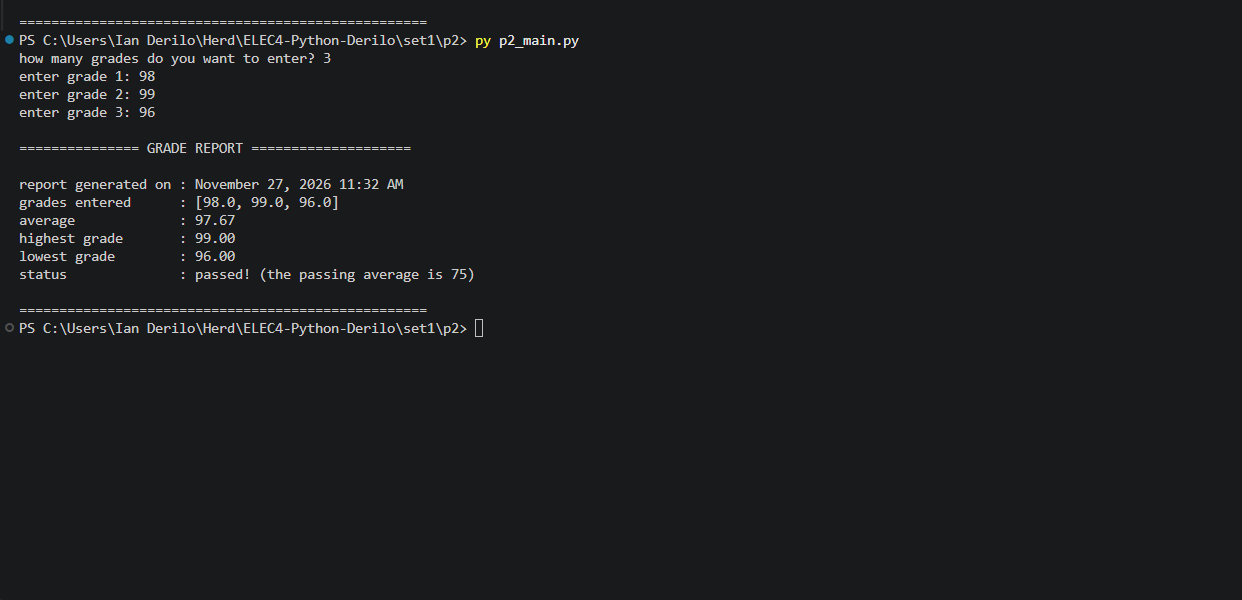 ===================================================
PS C:\Users\Ian Derilo\Herd\ELEC4-Python-Derilo\set1\p2> py p2_main.py
how many grades do you want to enter? 3
enter grade 1: 98
enter grade 2: 99
enter grade 3: 96
=============== GRADE REPORT ====================
report generated on : November 27, 2026 11:32 AM
grades entered      : [98.0, 99.0, 96.0]
average             : 97.67
highest grade       : 99.00
lowest grade        : 96.00
status              : passed! (the passing average is 75)
===================================================
PS C:\Users\Ian Derilo\Herd\ELEC4-Python-Derilo\set1\p2>